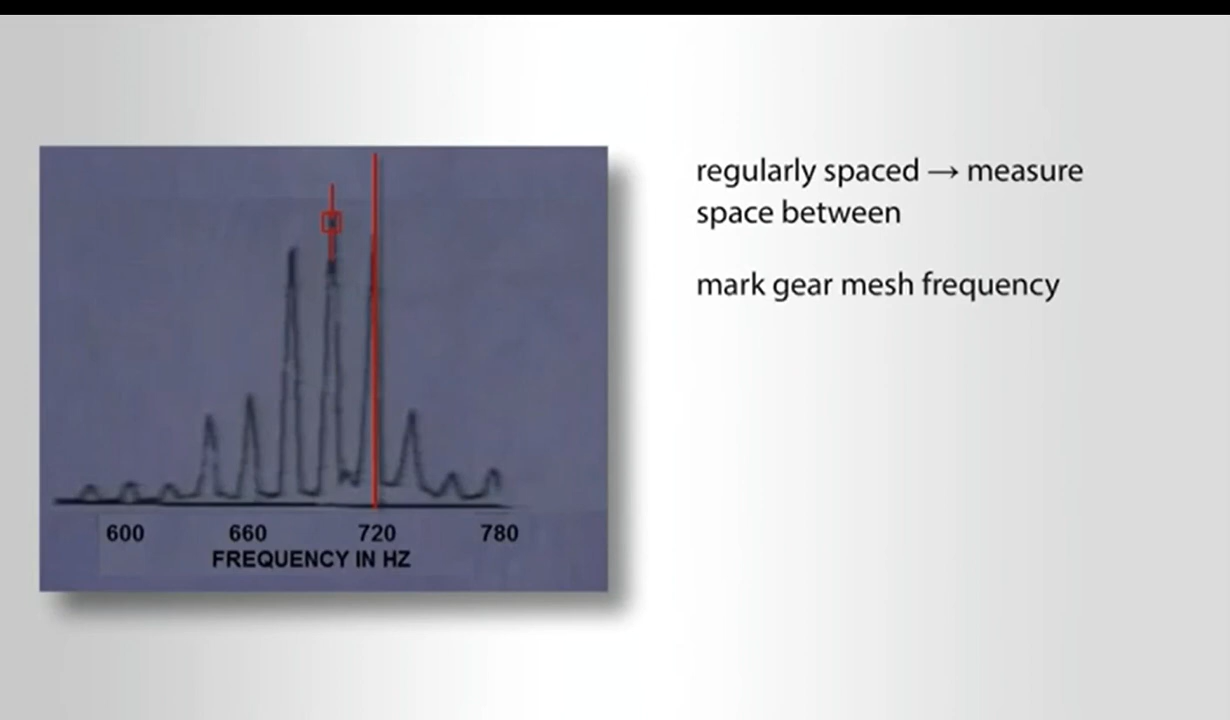 regularly spaced → measure
space between
mark gear mesh frequency
600 660 720 780
FREQUENCY IN HZ